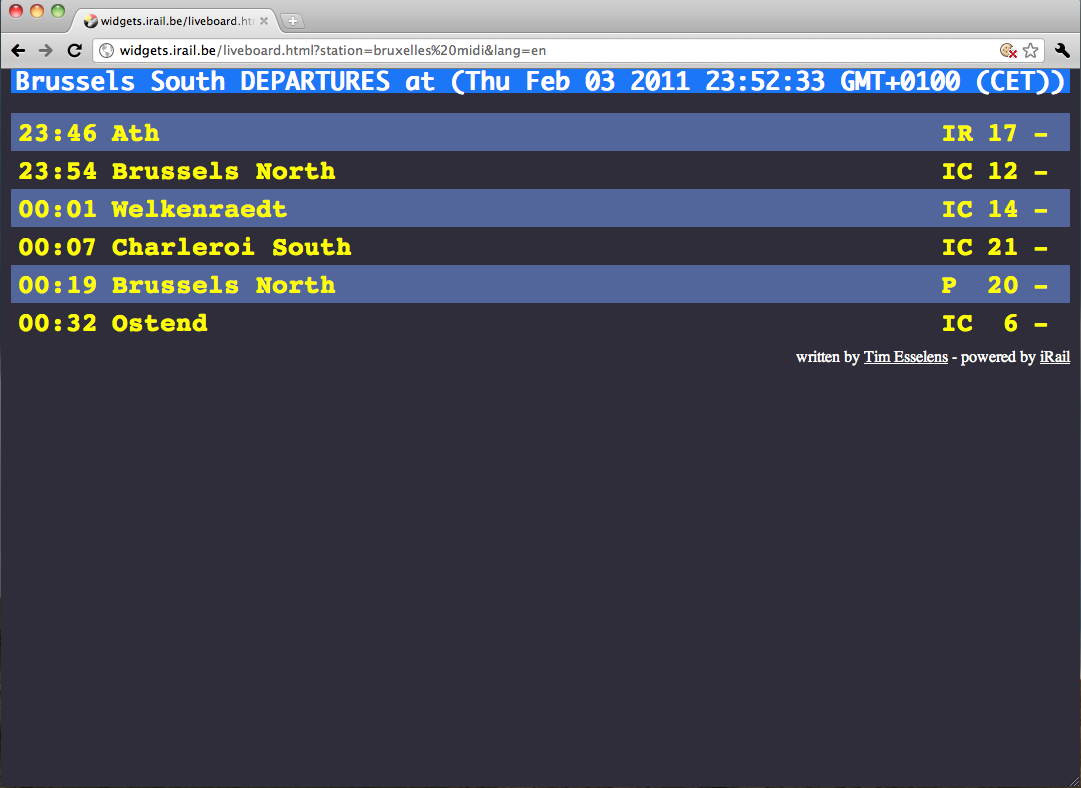 widgets.irail.be/liveboard.ht
widgets.irail.be/liveboard.html?station=bruxelles%20midi&lang=en
Brussels South DEPARTURES at (Thu Feb 03 2011 23:52:33 GMT+0100 (CET))
23:46 Ath IR 17 –
23:54 Brussels North IC 12 –
00:01 Welkenraedt IC 14 –
00:07 Charleroi South IC 21 –
00:19 Brussels North P 20 –
00:32 Ostend IC 6 –
written by Tim Esselens - powered by iRail